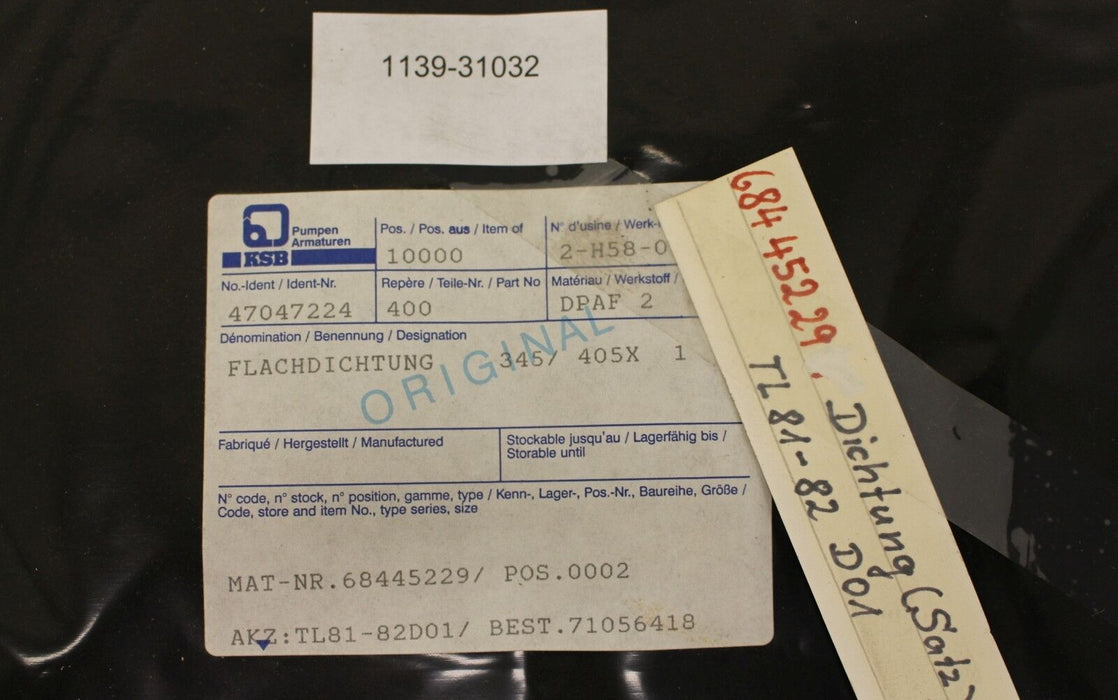 1139-31032
KSB
Pumpen
Armaturen
Pos. / Pos. aus / Item of
10000
N° d'usine / Werk-
2-H58-0
No.-Ident / Ident-Nr.
47047224
Repère / Teile-Nr. / Part No
400
Matériau / Werkstoff /
DPAF 2
Dénomination / Benennung / Designation
FLACHDICHTUNG 345/ 405X 1
ORIGINAL
Fabriqué / Hergestellt / Manufactured
Stockable jusqu'au / Lagerfähig bis /
Storable until
N° code, n° stock, n° position, gamme, type / Kenn-, Lager-, Pos.-Nr., Baureihe, Größe /
Code, store and item No., type series, size
MAT-NR.68445229/ POS.0002
AKZ:TL81-82D01/ BEST.71056418
68445229. Dichtung (Satz)
TL 81-82 D01